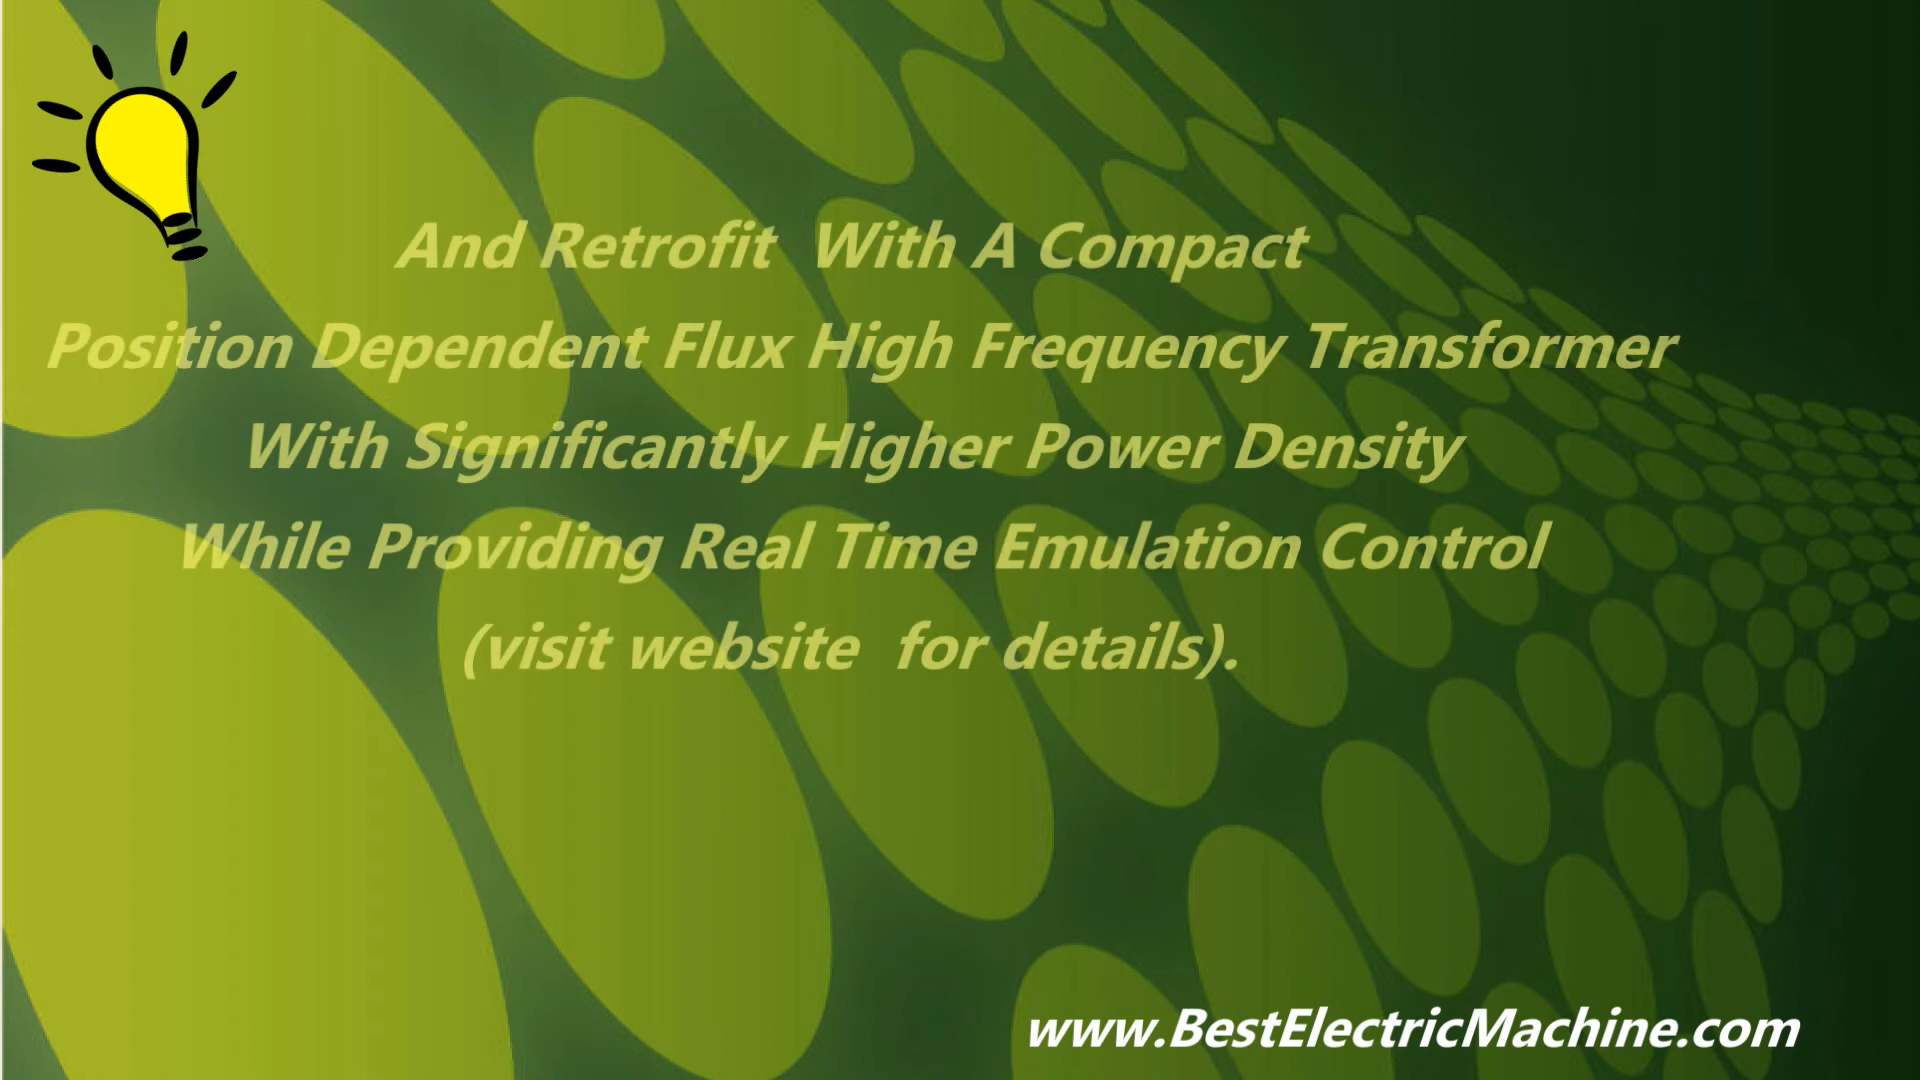 And Retrofit With A Compact
Position Dependent Flux High Frequency Transformer
With Significantly Higher Power Density
While Providing Real Time Emulation Control
(visit website for details).
www.BestElectricMachine.com